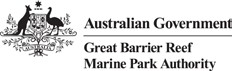 Australian Government
Great Barrier Reef
Marine Park Authority